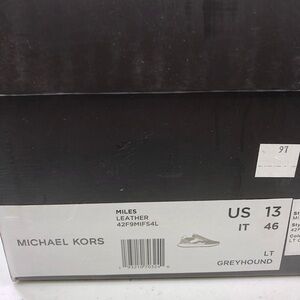 97
MILES
LEATHER
42F9MIFS4L
MICHAEL KORS
US 13
IT 46
LT
GREYHOUND